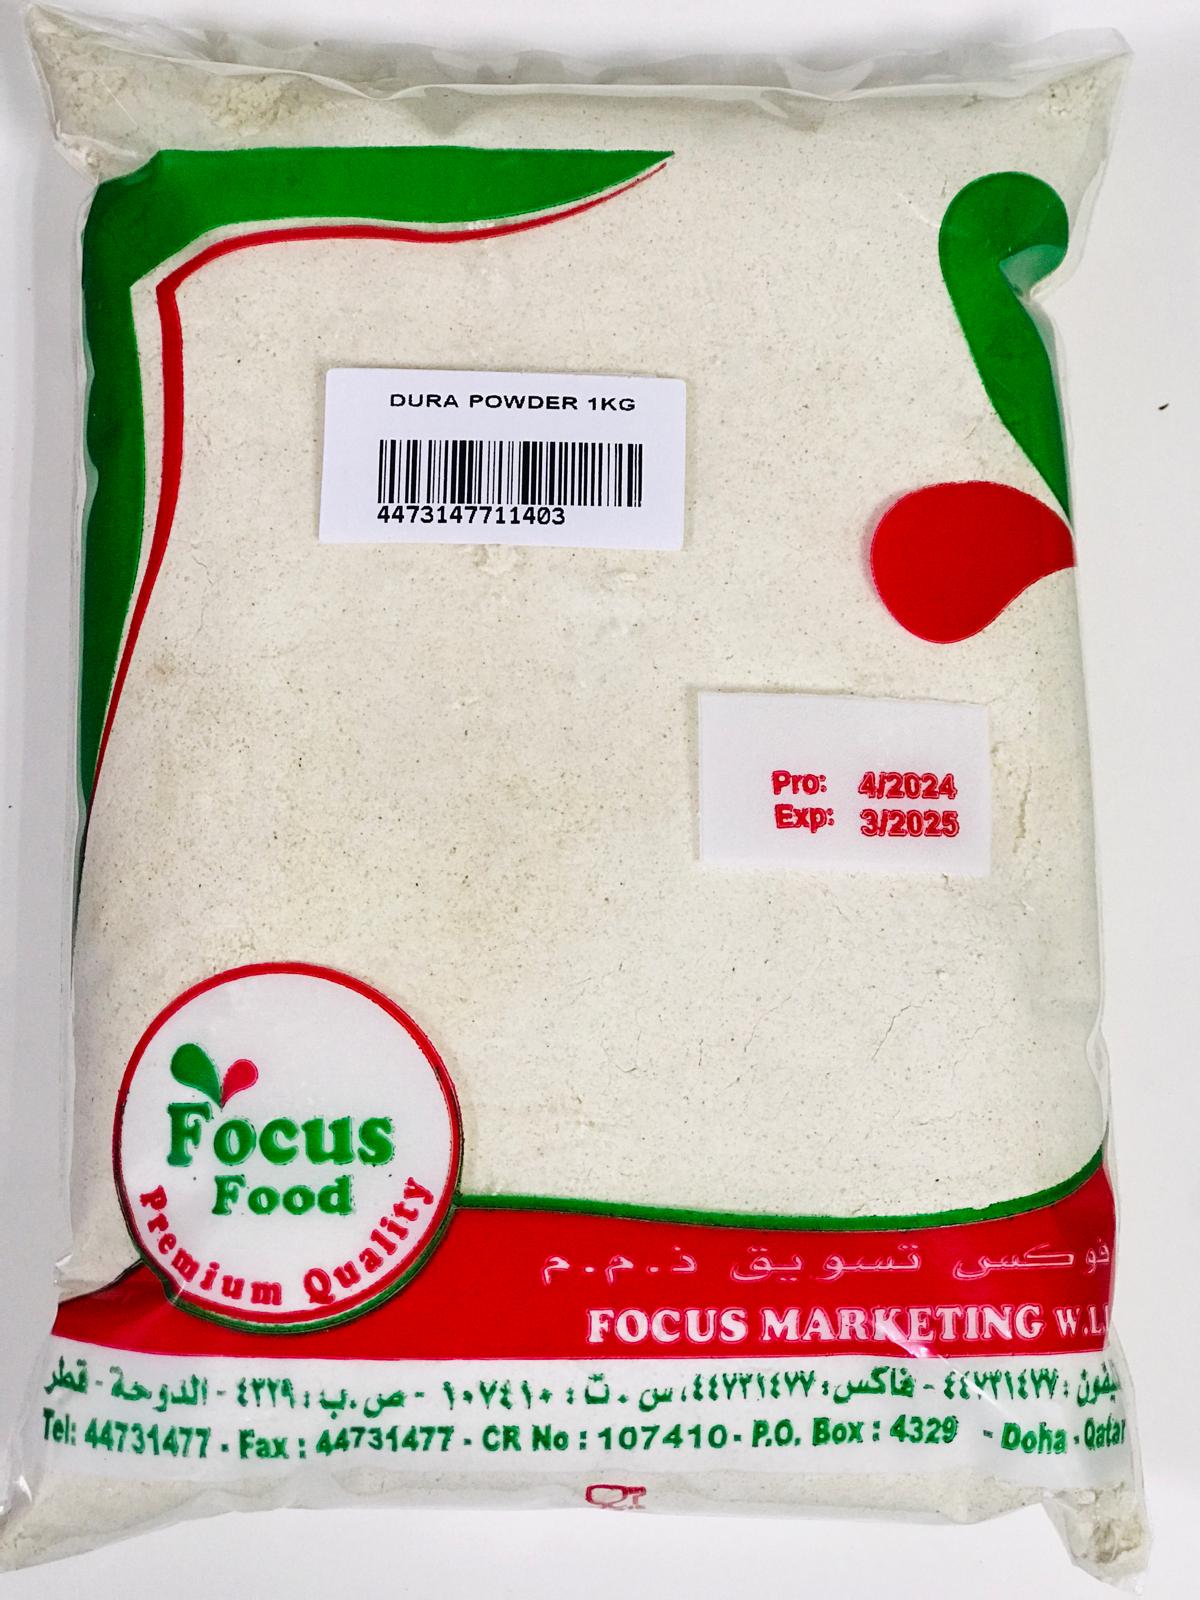 DURA POWDER 1KG
4473147711403
Pro: 4/2024
Exp: 3/2025
Focus
Food
Premium Quality
فوكس تسويق ذ.م.م
FOCUS MARKETING W.L
٤٤٧٣١٤٧٧ - فاكس: ٤٤٧٣١٤٧٧، س.ت: ١٠٧٤١٠ - ص.ب: ٤٣٢٩ - الدوحة - قطر
Tel: 44731477 - Fax : 44731477 - CR No : 107410 - P.O. Box : 4329 - Doha - Qatar